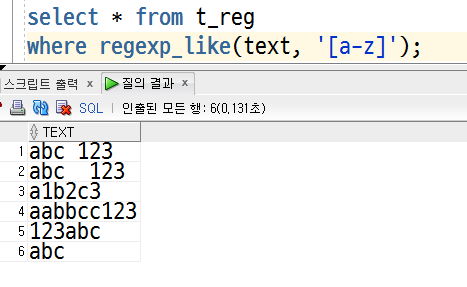 select * from t_reg
where regexp_like(text, '[a-z]');
스크립트 출력 x 질의 결과 x
SQL | 인출된 모든 행: 6(0,131초)
TEXT
1 abc 123
2 abc  123
3 a1b2c3
4 aabbcc123
5 123abc
6 abc